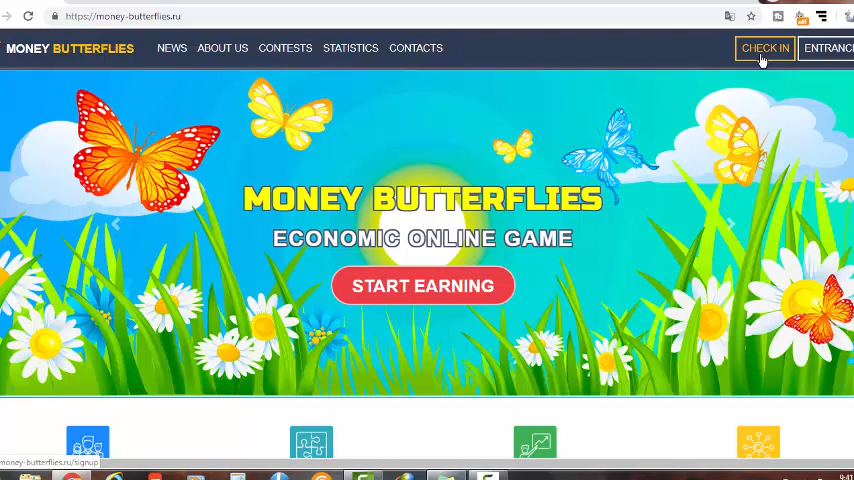 https://money-butterflies.ru
MONEY BUTTERFLIES
NEWS ABOUT US CONTESTS STATISTICS CONTACTS
CHECK IN
MONEY BUTTERFLIES
ECONOMIC ONLINE GAME
START EARNING
money-butterflies.ru/signup